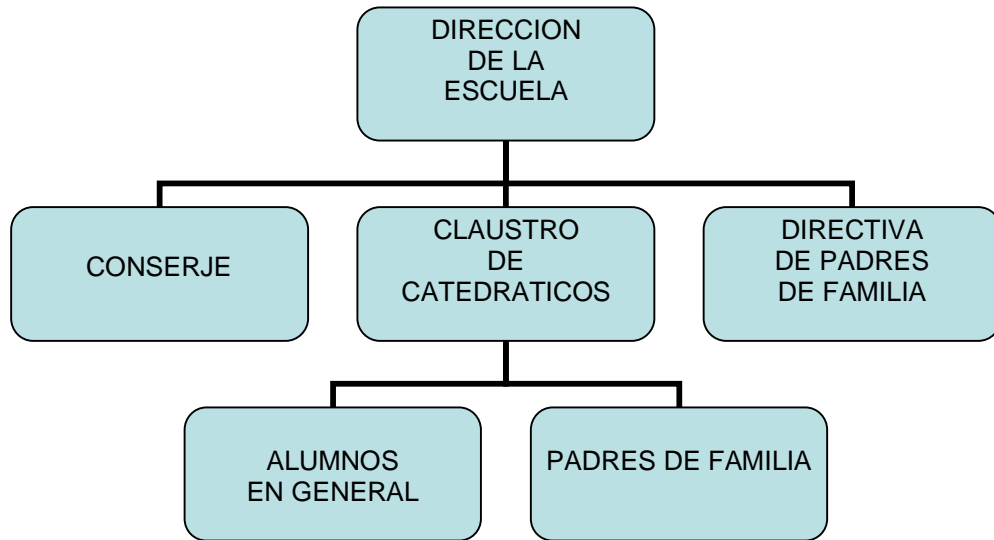 DIRECCION
DE LA
ESCUELA
CONSERJE
CLAUSTRO
DE
CATEDRATICOS
DIRECTIVA
DE PADRES
DE FAMILIA
ALUMNOS
EN GENERAL
PADRES DE FAMILIA